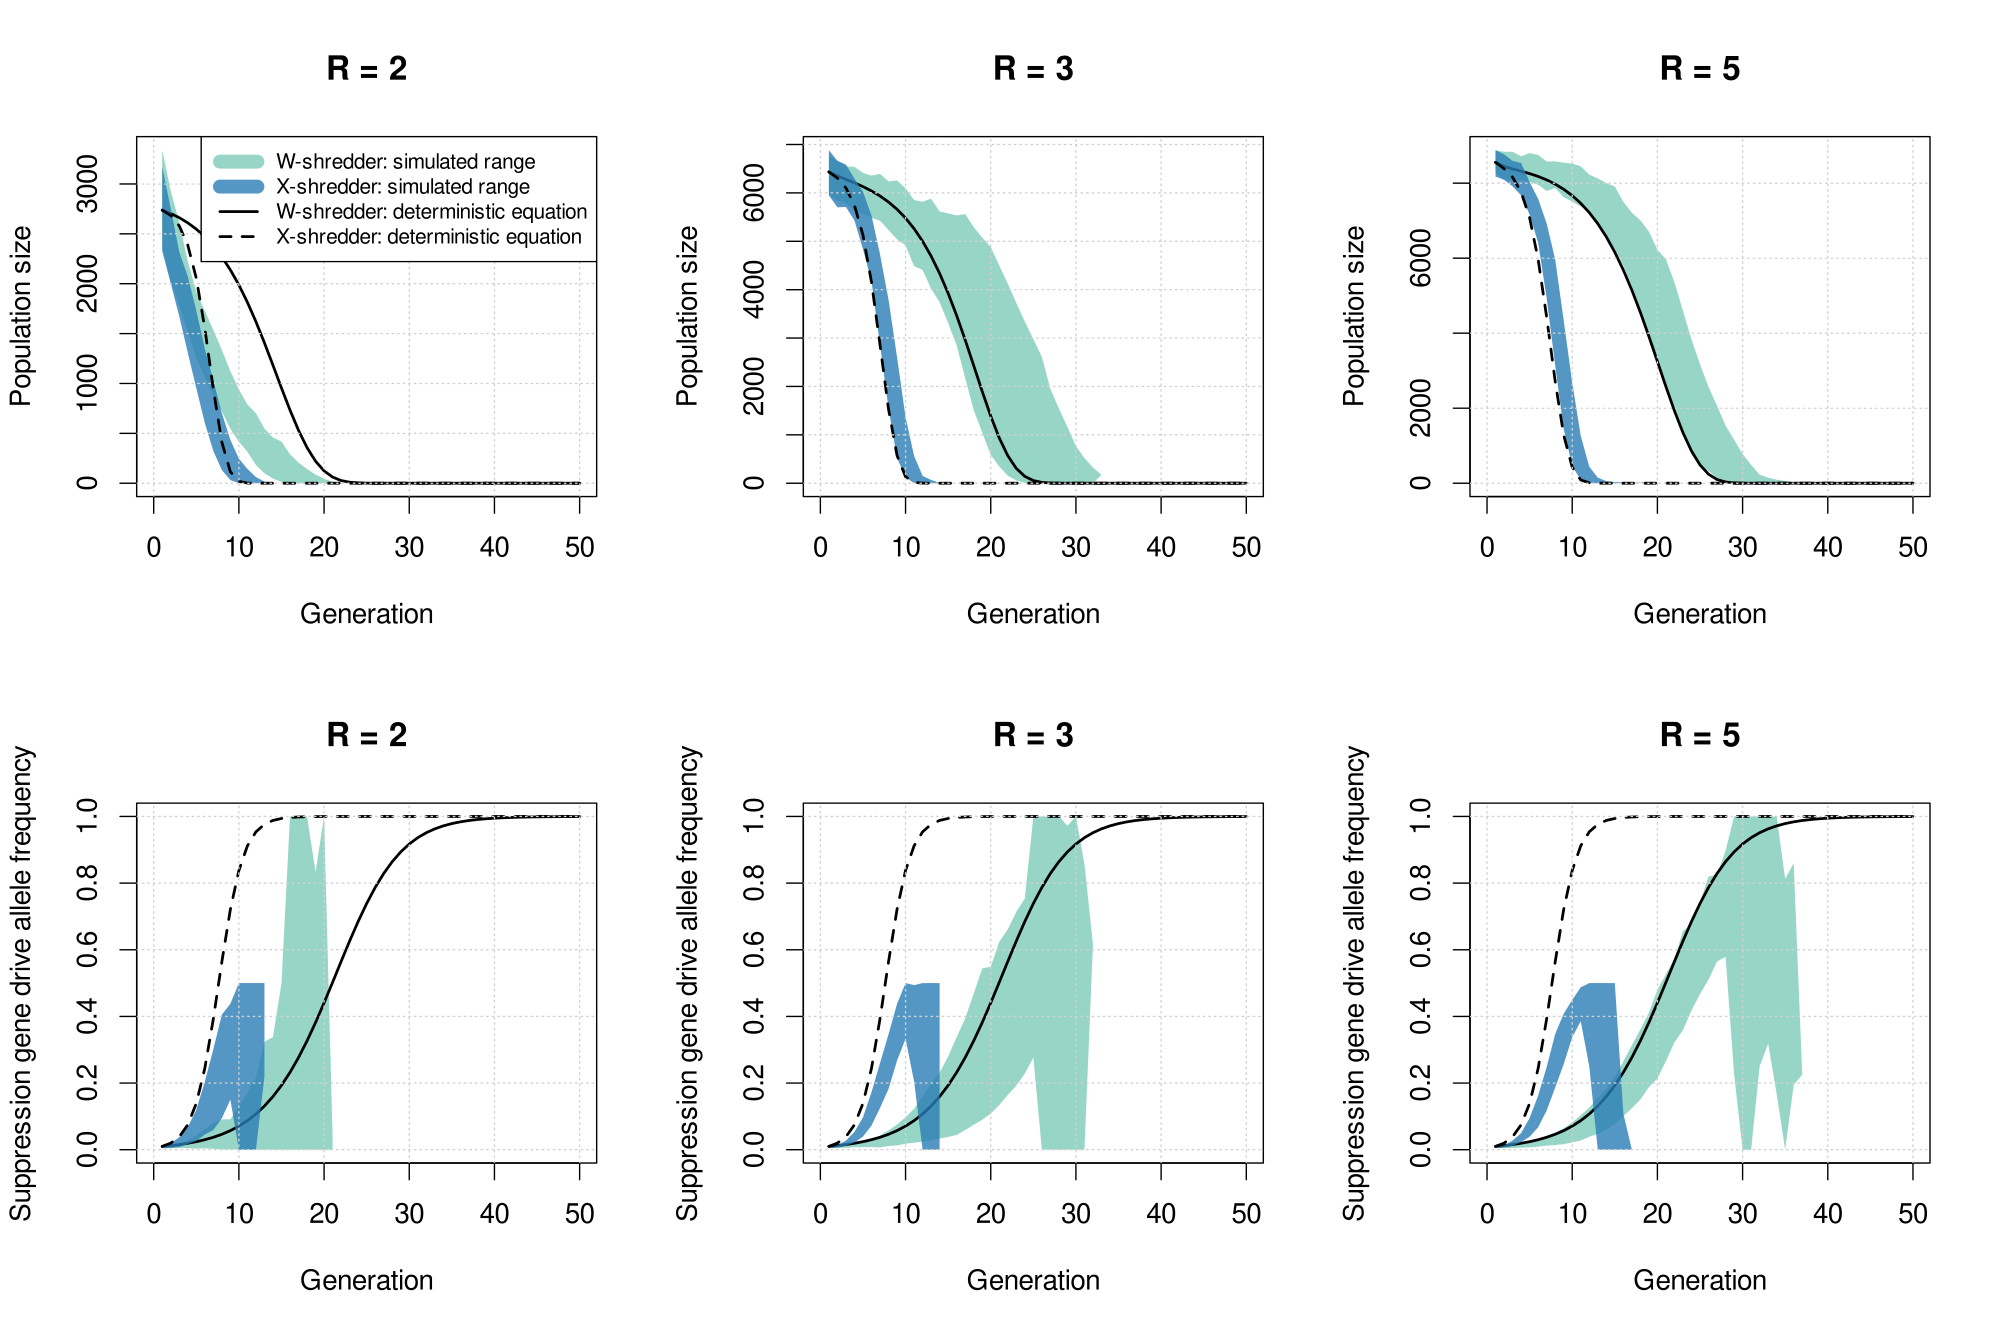 R = 2
R = 3
R = 5
Population size
3000
2000
1000
0
W-shredder: simulated range
X-shredder: simulated range
W-shredder: deterministic equation
X-shredder: deterministic equation
0 10 20 30 40 50
Generation
Population size
6000
4000
2000
0
0 10 20 30 40 50
Generation
Population size
6000
2000
0
0 10 20 30 40 50
Generation
R = 2
R = 3
R = 5
Suppression gene drive allele frequency
1.0
0.8
0.6
0.4
0.2
0.0
0 10 20 30 40 50
Generation
Suppression gene drive allele frequency
1.0
0.8
0.6
0.4
0.2
0.0
0 10 20 30 40 50
Generation
Suppression gene drive allele frequency
1.0
0.8
0.6
0.4
0.2
0.0
0 10 20 30 40 50
Generation